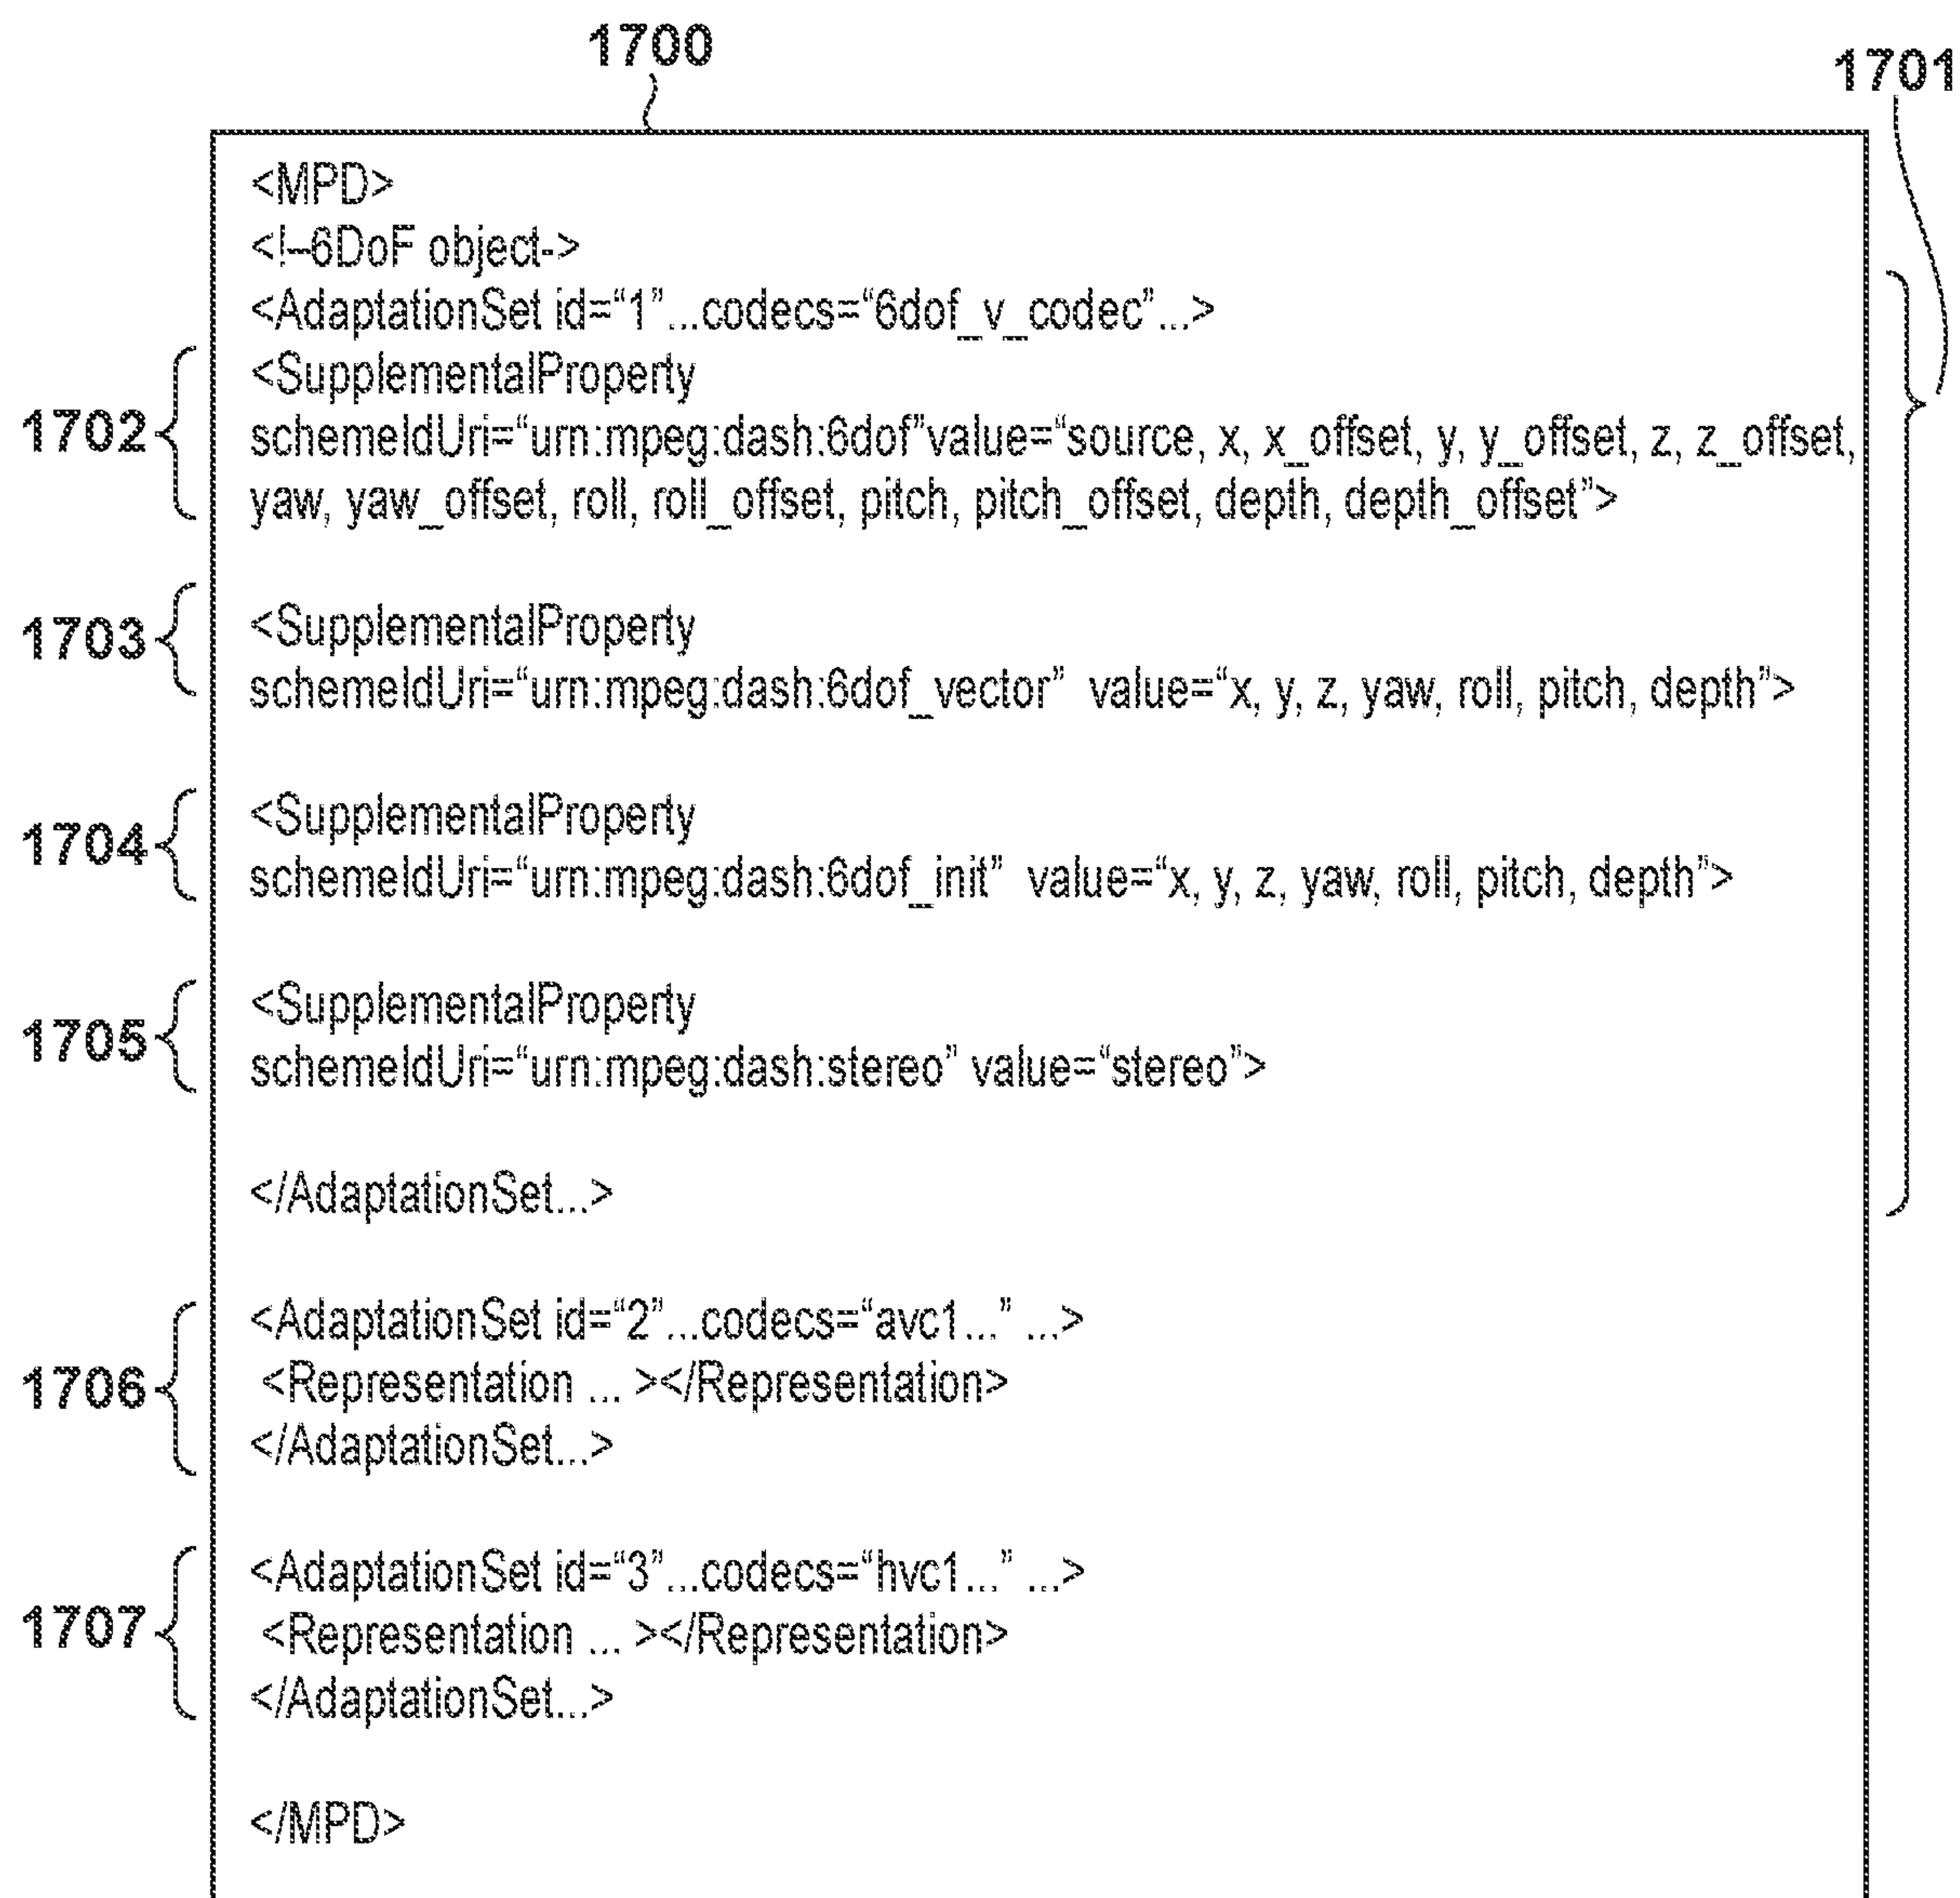 1700
1701
<MPD>
<!--6DoF object->
<AdaptationSet id="1"...codecs="6dof_v_codec"...>
1702
<SupplementalProperty
schemeIdUri="urn:mpeg:dash:6dof"value="source, x, x_offset, y, y_offset, z, z_offset,
yaw, yaw_offset, roll, roll_offset, pitch, pitch_offset, depth, depth_offset">
1703
<SupplementalProperty
schemeIdUri="urn:mpeg:dash:6dof_vector" value="x, y, z, yaw, roll, pitch, depth">
1704
<SupplementalProperty
schemeIdUri="urn:mpeg:dash:6dof_init" value="x, y, z, yaw, roll, pitch, depth">
1705
<SupplementalProperty
schemeIdUri="urn:mpeg:dash:stereo" value="stereo">
</AdaptationSet...>
1706
<AdaptationSet id="2"...codecs="avc1..." ...>
<Representation ... ></Representation>
</AdaptationSet...>
1707
<AdaptationSet id="3"...codecs="hvc1..." ...>
<Representation ... ></Representation>
</AdaptationSet...>
</MPD>